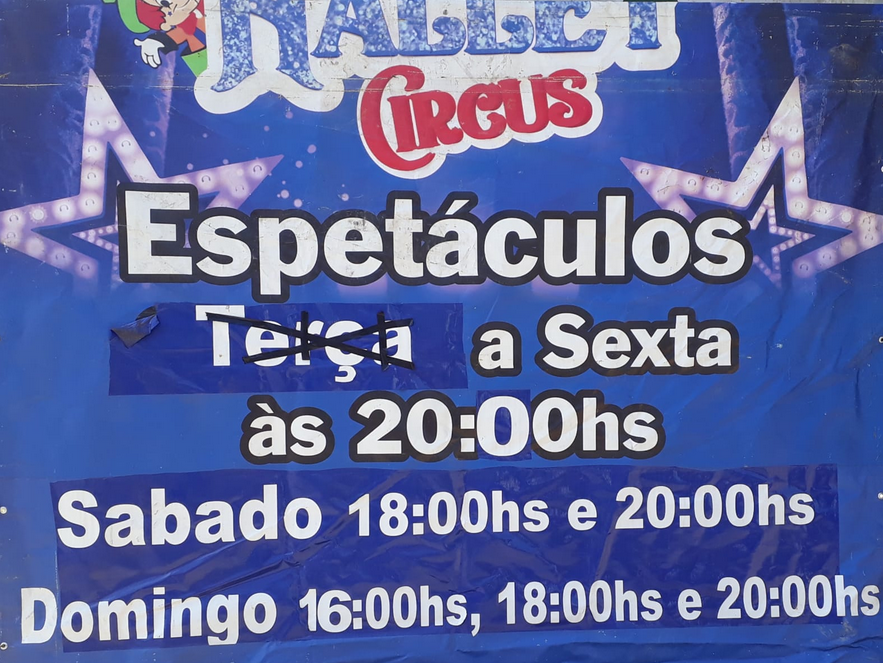 CIRCUS
Espetáculos
Terça a Sexta
às 20:00hs
Sabado 18:00hs e 20:00hs
Domingo 16:00hs, 18:00hs e 20:00hs